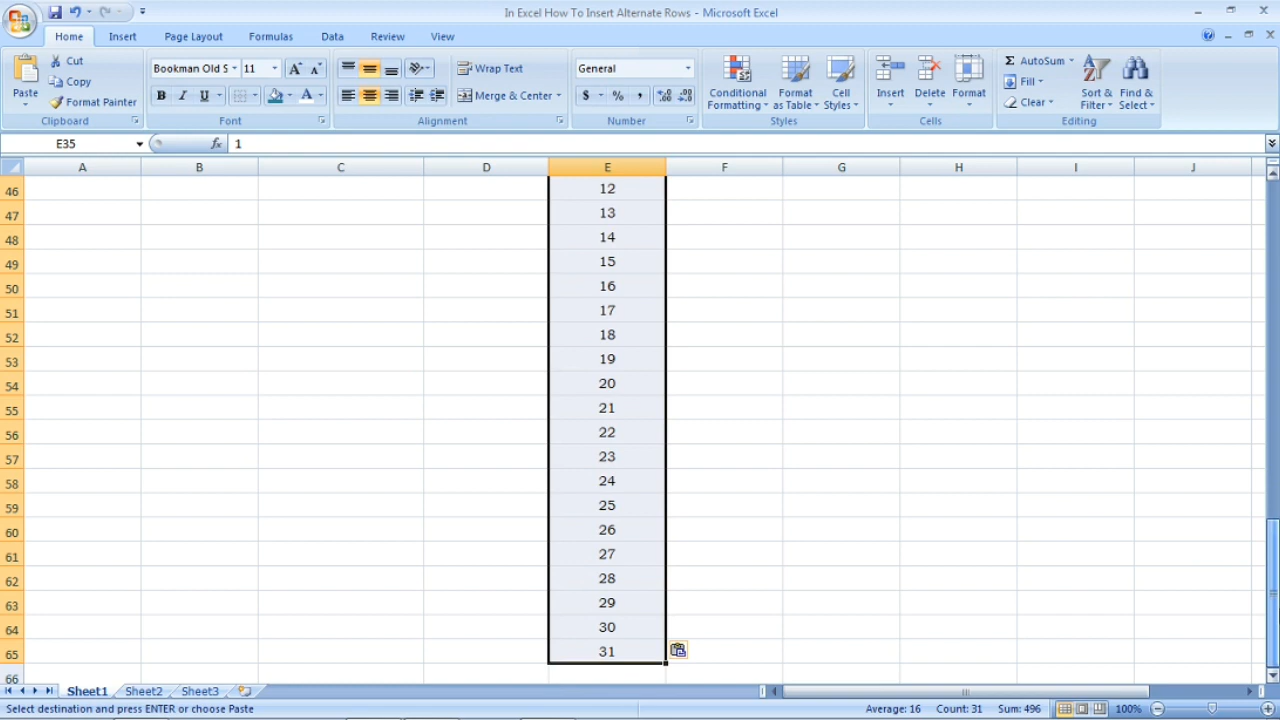 In Excel How To Insert Alternate Rows - Microsoft Excel
Home Insert Page Layout Formulas Data Review View
Paste
Cut
Copy
Format Painter
Clipboard
Bookman Old S 11
B I U
Font
Wrap Text
Merge & Center
Alignment
General
$ % ,
Number
Conditional Formatting
Format as Table
Cell Styles
Styles
Insert Delete Format
Cells
Σ AutoSum
Fill
Clear
Sort & Filter
Find & Select
Editing
E35 fx 1
A B C D E F G H I J
46 12
47 13
48 14
49 15
50 16
51 17
52 18
53 19
54 20
55 21
56 22
57 23
58 24
59 25
60 26
61 27
62 28
63 29
64 30
65 31
66
Sheet1 Sheet2 Sheet3
Select destination and press ENTER or choose Paste Average: 16 Count: 31 Sum: 496 100%